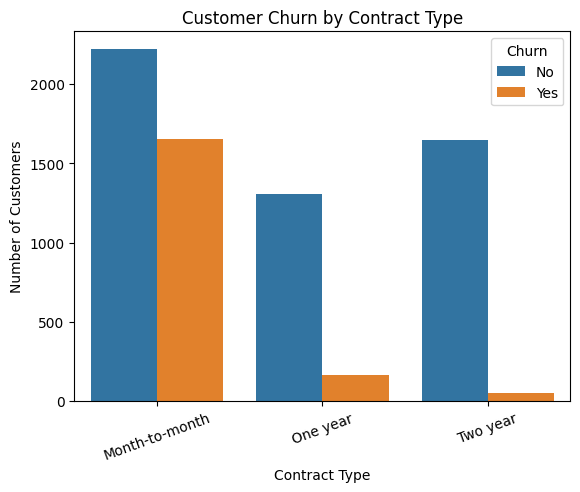 Customer Churn by Contract Type
Churn
No
Yes
Number of Customers
2000
1500
1000
500
0
Month-to-month
One year
Two year
Contract Type